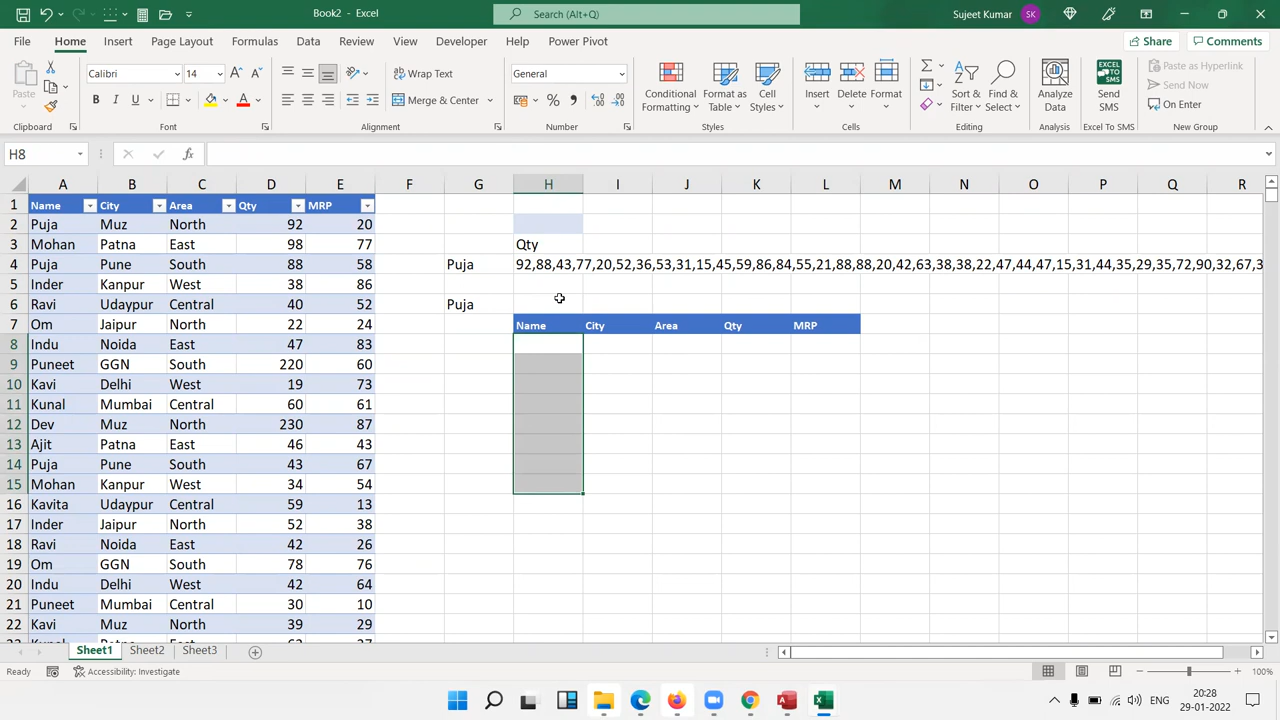 Book2 - Excel
Search (Alt+Q)
Sujeet Kumar SK
File Home Insert Page Layout Formulas Data Review View Developer Help Power Pivot
Share Comments
Paste
Calibri 14
B I U
Wrap Text
Merge & Center
General
Conditional Formatting
Format as Table
Cell Styles
Insert
Delete
Format
Sort & Filter
Find & Select
Analyze Data
Send SMS
Paste as Hyperlink
Send Now
On Enter
Clipboard Font Alignment Number Styles Cells Editing Analysis Excel To SMS New Group
H8 fx
A B C D E F G H I J K L M N O P Q R
1 Name City Area Qty MRP
2 Puja Muz North 92 20
3 Mohan Patna East 98 77 Qty
4 Puja Pune South 88 58 Puja 92,88,43,77,20,52,36,53,31,15,45,59,86,84,55,21,88,88,20,42,63,38,38,22,47,44,47,15,31,44,35,29,35,72,90,32,67,3
5 Inder Kanpur West 38 86
6 Ravi Udaypur Central 40 52 Puja
7 Om Jaipur North 22 24 Name City Area Qty MRP
8 Indu Noida East 47 83
9 Puneet GGN South 220 60
10 Kavi Delhi West 19 73
11 Kunal Mumbai Central 60 61
12 Dev Muz North 230 87
13 Ajit Patna East 46 43
14 Puja Pune South 43 67
15 Mohan Kanpur West 34 54
16 Kavita Udaypur Central 59 13
17 Inder Jaipur North 52 38
18 Ravi Noida East 42 26
19 Om GGN South 78 76
20 Indu Delhi West 42 64
21 Puneet Mumbai Central 30 10
22 Kavi Muz North 39 29
Sheet1 Sheet2 Sheet3
Ready Accessibility: Investigate 100%
ENG
20:28
29-01-2022